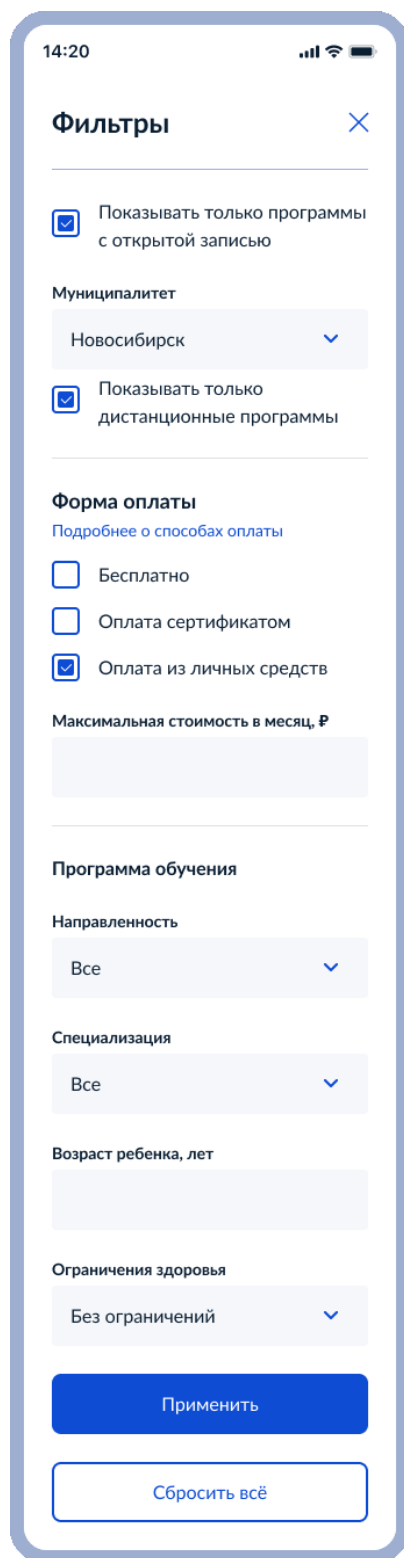 14:20
Фильтры
Показывать только программы
с открытой записью
Муниципалитет
Новосибирск
Показывать только
дистанционные программы
Форма оплаты
Подробнее о способах оплаты
Бесплатно
Оплата сертификатом
Оплата из личных средств
Максимальная стоимость в месяц, ₽
Программа обучения
Направленность
Все
Специализация
Все
Возраст ребенка, лет
Ограничения здоровья
Без ограничений
Применить
Сбросить всё